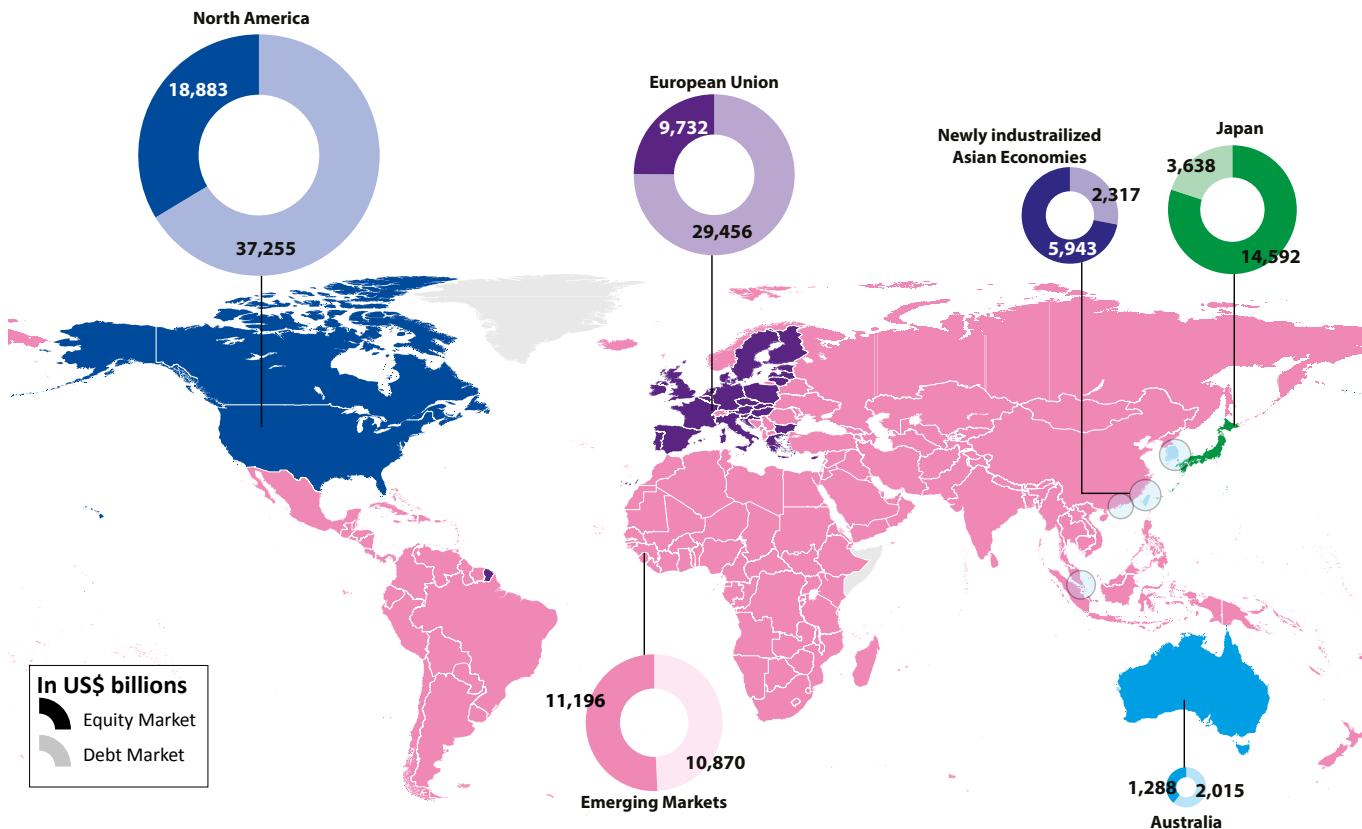 North America
18,883
37,255
European Union
9,732
29,456
Newly industrailized
Asian Economies
2,317
5,943
Japan
3,638
14,592
11,196
10,870
Emerging Markets
1,288
2,015
Australia
In US$ billions
Equity Market
Debt Market